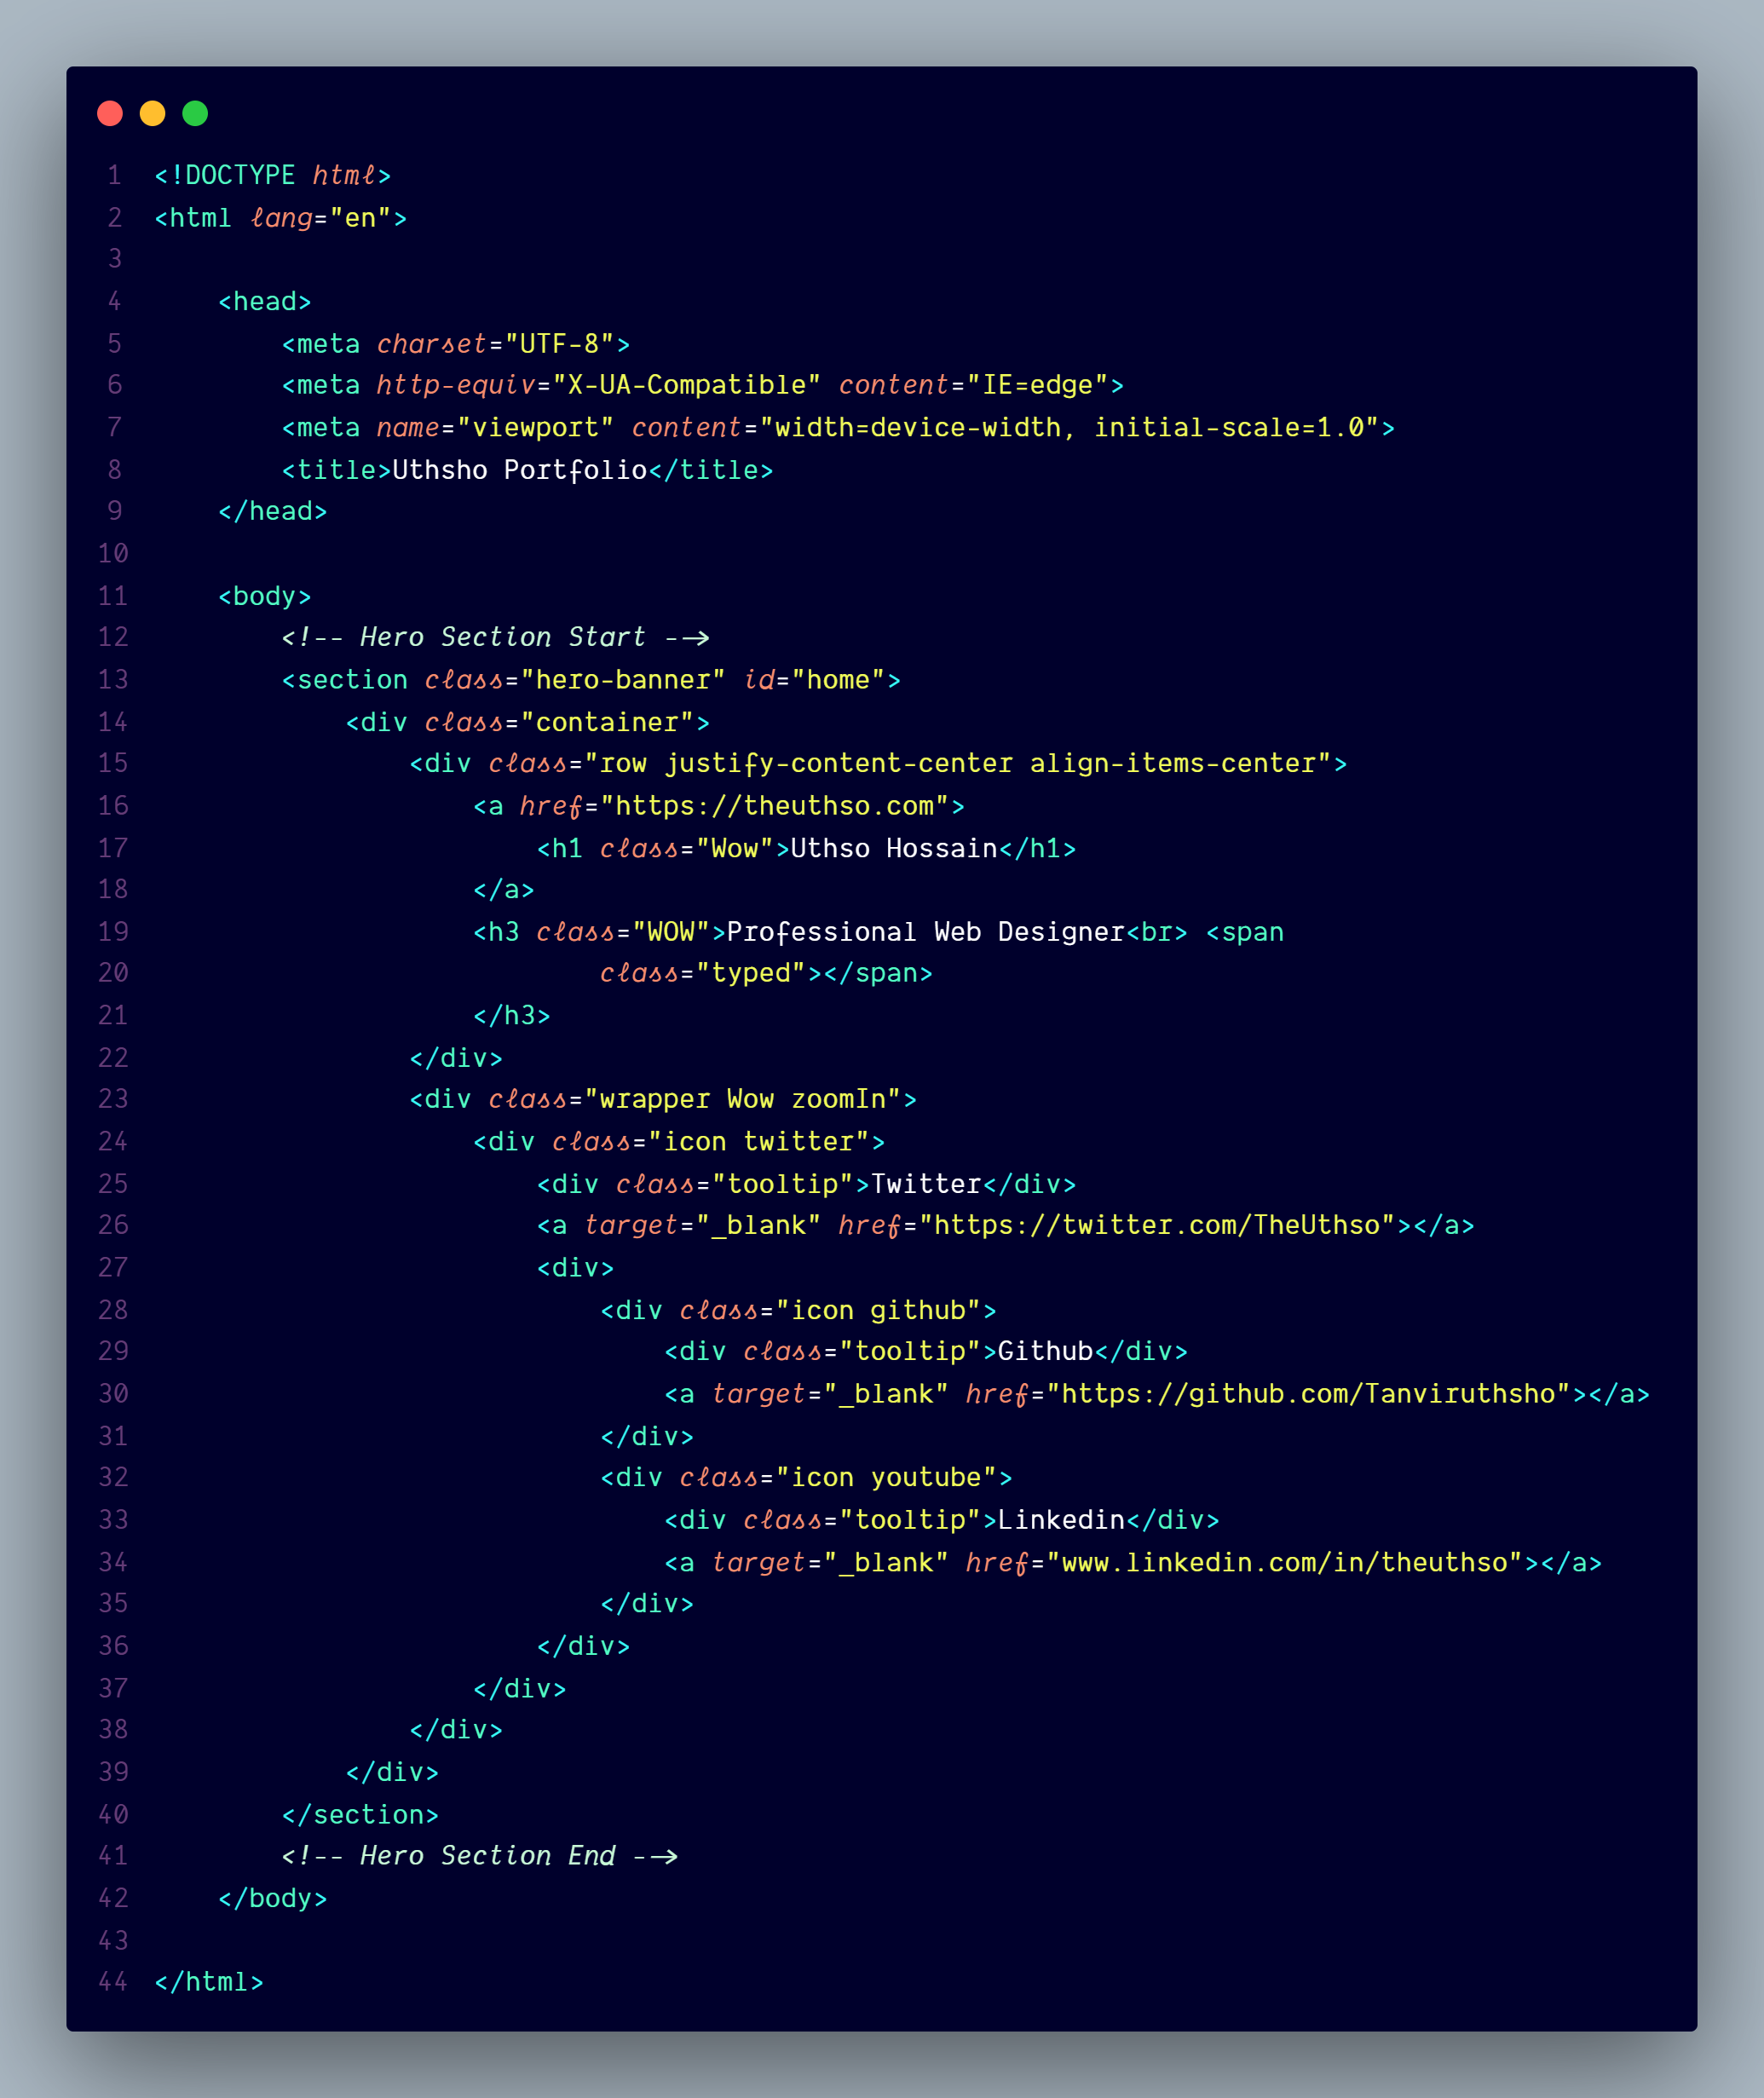 1 <!DOCTYPE html>
2 <html lang="en">
3
4     <head>
5         <meta charset="UTF-8">
6         <meta http-equiv="X-UA-Compatible" content="IE=edge">
7         <meta name="viewport" content="width=device-width, initial-scale=1.0">
8         <title>Uthsho Portfolio</title>
9     </head>
10
11     <body>
12         <!-- Hero Section Start -->
13         <section class="hero-banner" id="home">
14             <div class="container">
15                 <div class="row justify-content-center align-items-center">
16                     <a href="https://theuthso.com">
17                         <h1 class="Wow">Uthso Hossain</h1>
18                     </a>
19                     <h3 class="WOW">Professional Web Designer<br> <span
20                             class="typed"></span>
21                     </h3>
22                 </div>
23                 <div class="wrapper Wow zoomIn">
24                     <div class="icon twitter">
25                         <div class="tooltip">Twitter</div>
26                         <a target="_blank" href="https://twitter.com/TheUthso"></a>
27                         <div>
28                             <div class="icon github">
29                                 <div class="tooltip">Github</div>
30                                 <a target="_blank" href="https://github.com/Tanviruthsho"></a>
31                             </div>
32                             <div class="icon youtube">
33                                 <div class="tooltip">Linkedin</div>
34                                 <a target="_blank" href="www.linkedin.com/in/theuthso"></a>
35                             </div>
36                         </div>
37                     </div>
38                 </div>
39             </div>
40         </section>
41         <!-- Hero Section End -->
42     </body>
43
44 </html>